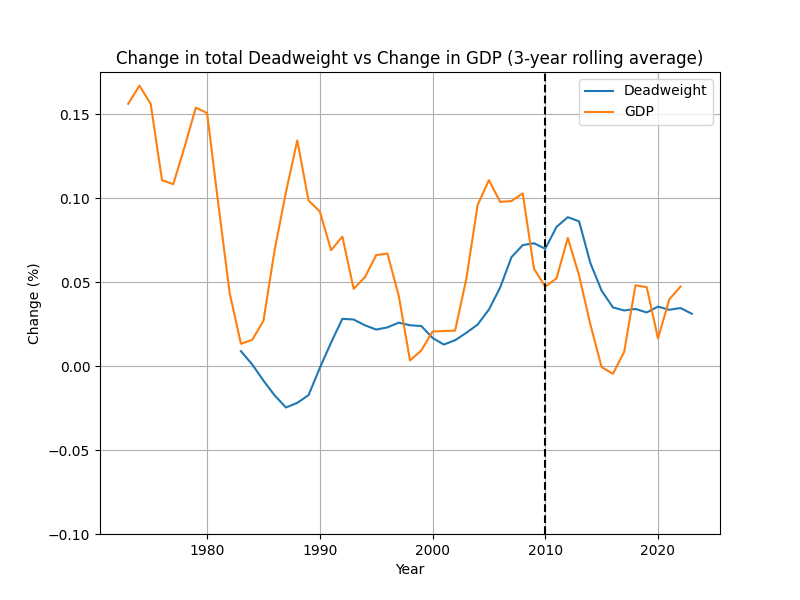 Change in total Deadweight vs Change in GDP (3-year rolling average)
Deadweight
GDP
0.15
0.10
0.05
0.00
−0.05
−0.10
Change (%)
1980 1990 2000 2010 2020
Year